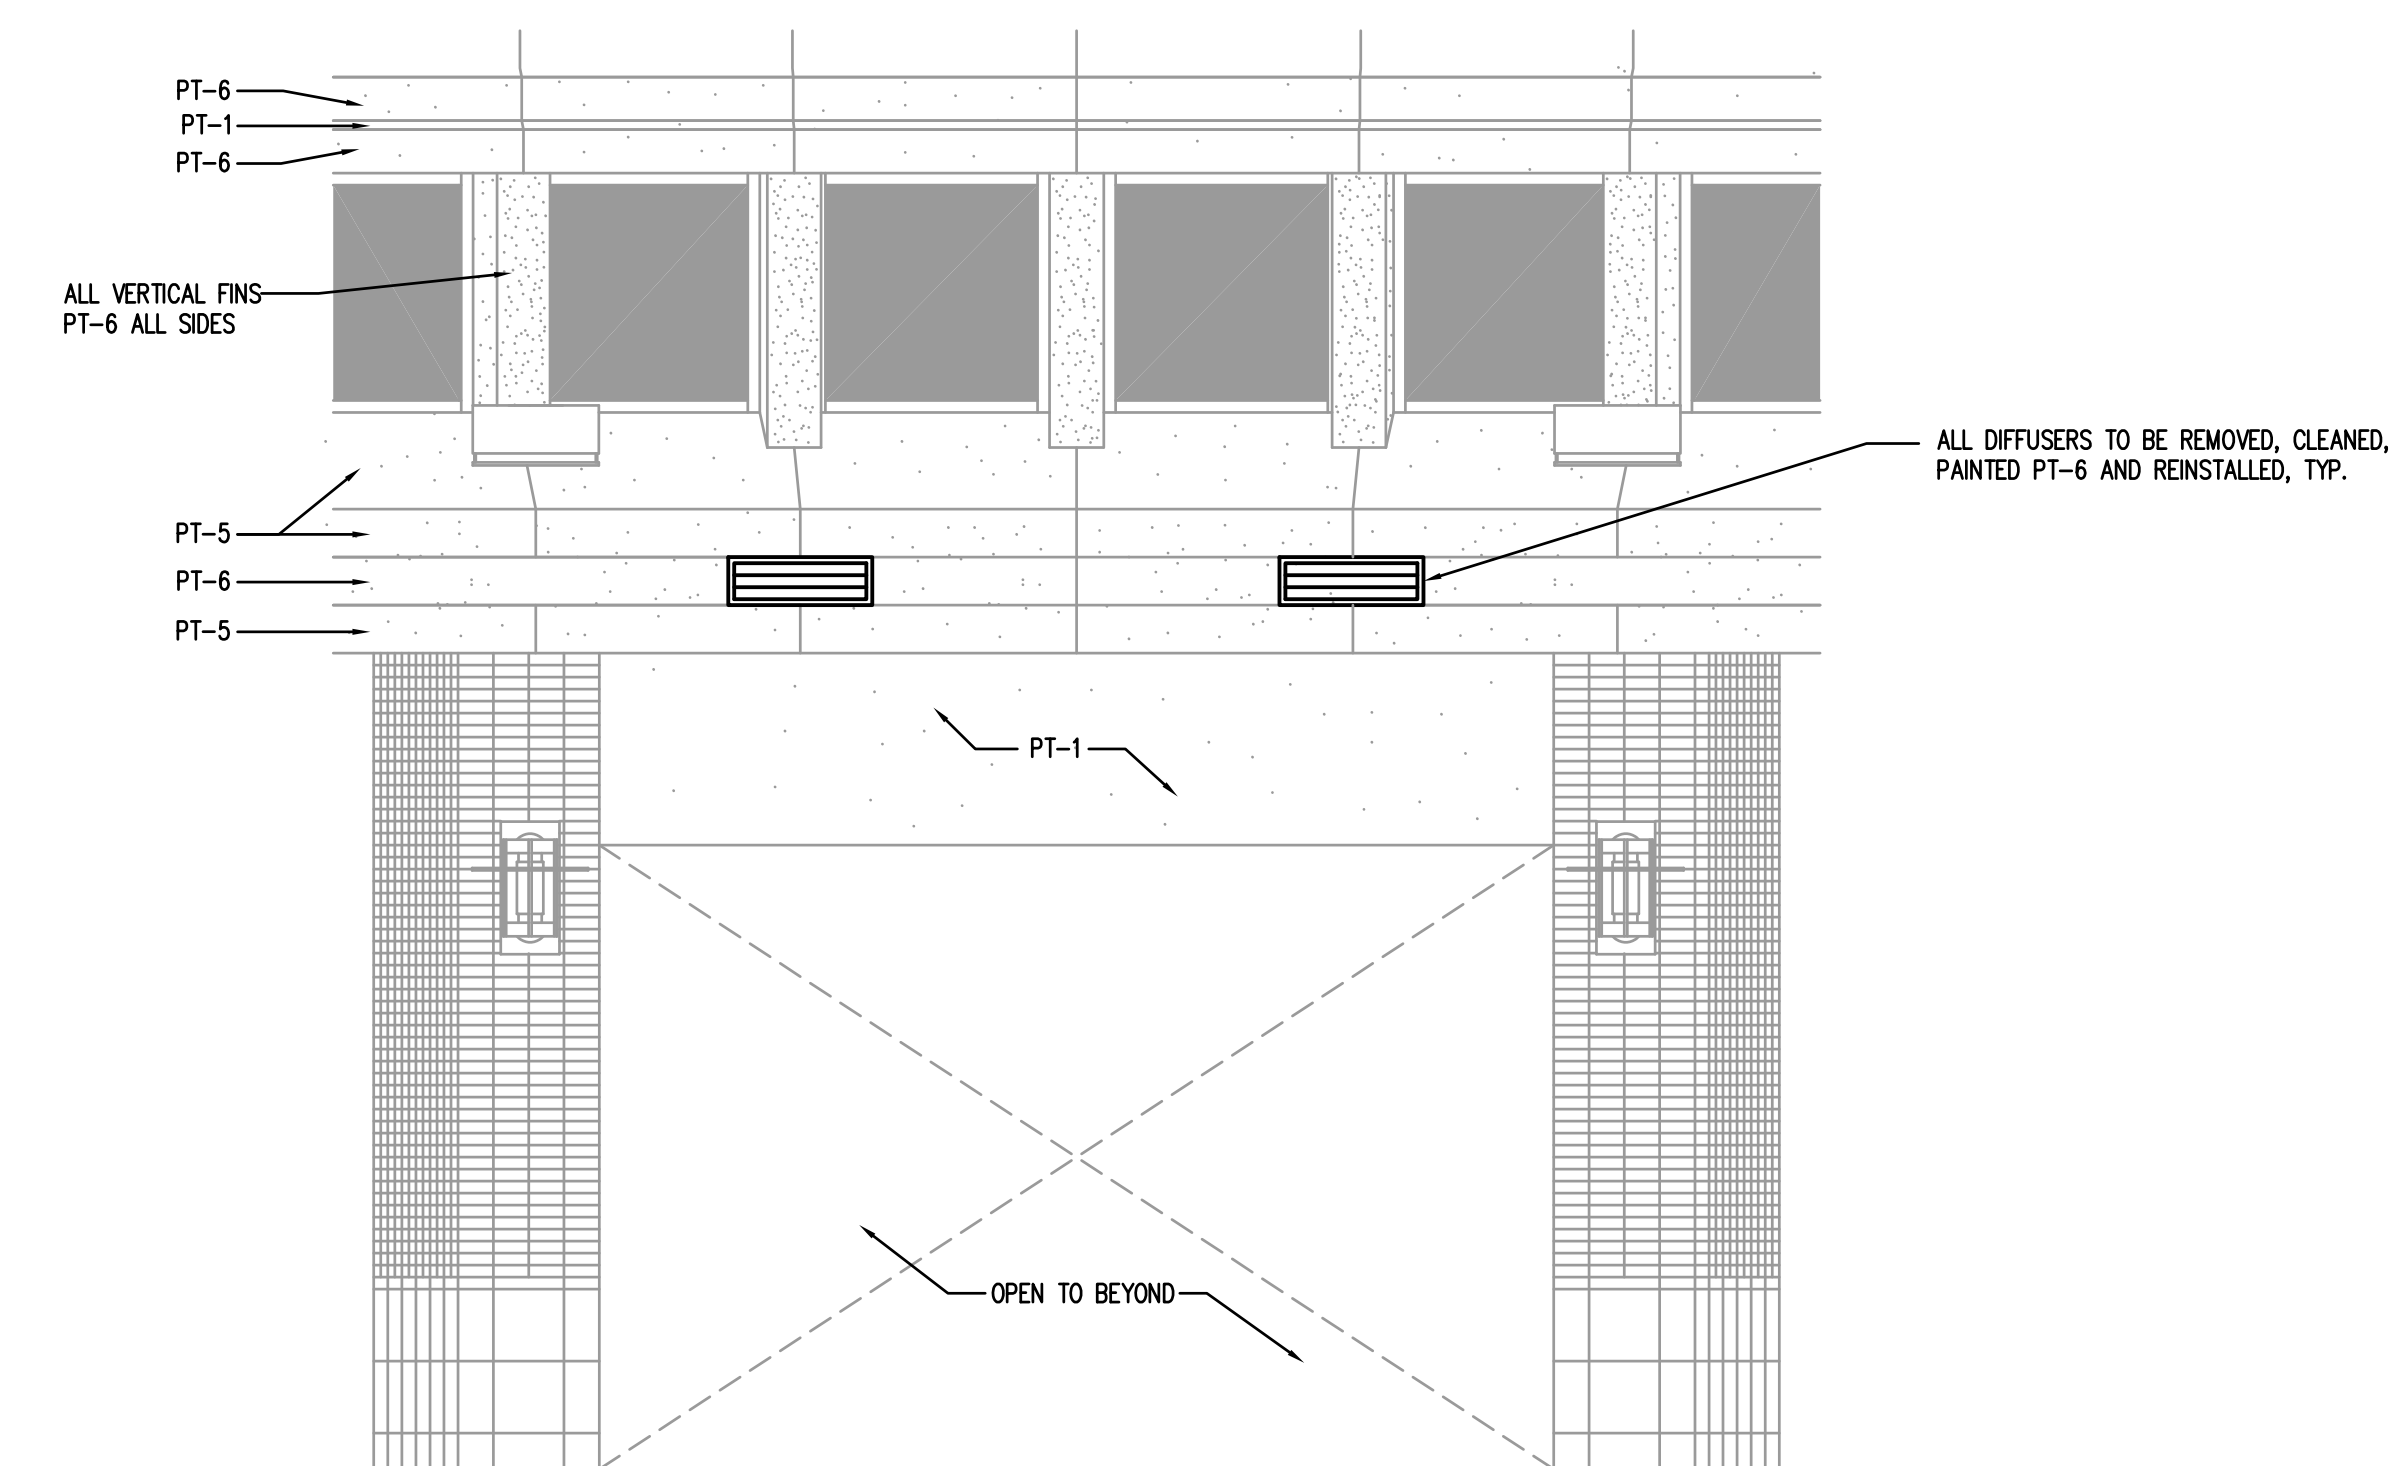 PT-6
PT-1
PT-6
ALL VERTICAL FINS
PT-6 ALL SIDES
ALL DIFFUSERS TO BE REMOVED, CLEANED,
PAINTED PT-6 AND REINSTALLED, TYP.
PT-5
PT-6
PT-5
PT-1
OPEN TO BEYOND